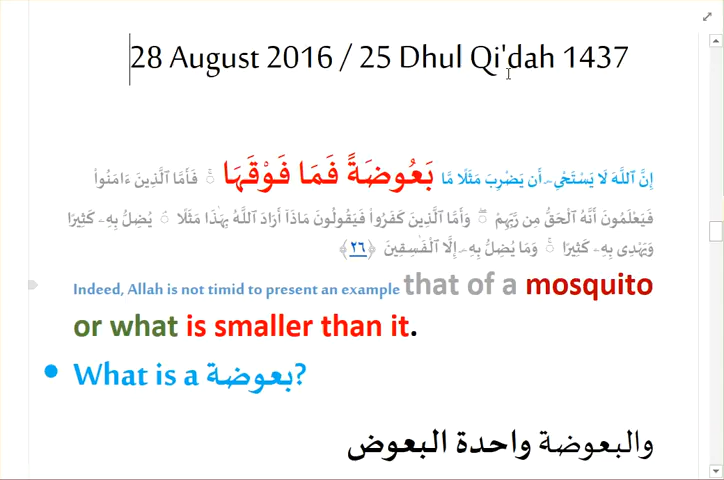 28 August 2016 / 25 Dhul Qi'dah 1437
إِنَّ ٱللَّهَ لَا يَسْتَحْىِۦٓ أَن يَضْرِبَ مَثَلًا مَّا بَعُوضَةً فَمَا فَوْقَهَا ۚ فَأَمَّا ٱلَّذِينَ ءَامَنُوا۟
فَيَعْلَمُونَ أَنَّهُ ٱلْحَقُّ مِن رَّبِّهِمْ ۖ وَأَمَّا ٱلَّذِينَ كَفَرُوا۟ فَيَقُولُونَ مَاذَآ أَرَادَ ٱللَّهُ بِهَٰذَا مَثَلًا ۘ يُضِلُّ بِهِۦ كَثِيرًا
وَيَهْدِى بِهِۦ كَثِيرًا ۚ وَمَا يُضِلُّ بِهِۦٓ إِلَّا ٱلْفَٰسِقِينَ ﴿٢٦﴾
Indeed, Allah is not timid to present an example that of a mosquito
or what is smaller than it.
• What is a بعوضة?
والبعوضة واحدة البعوض